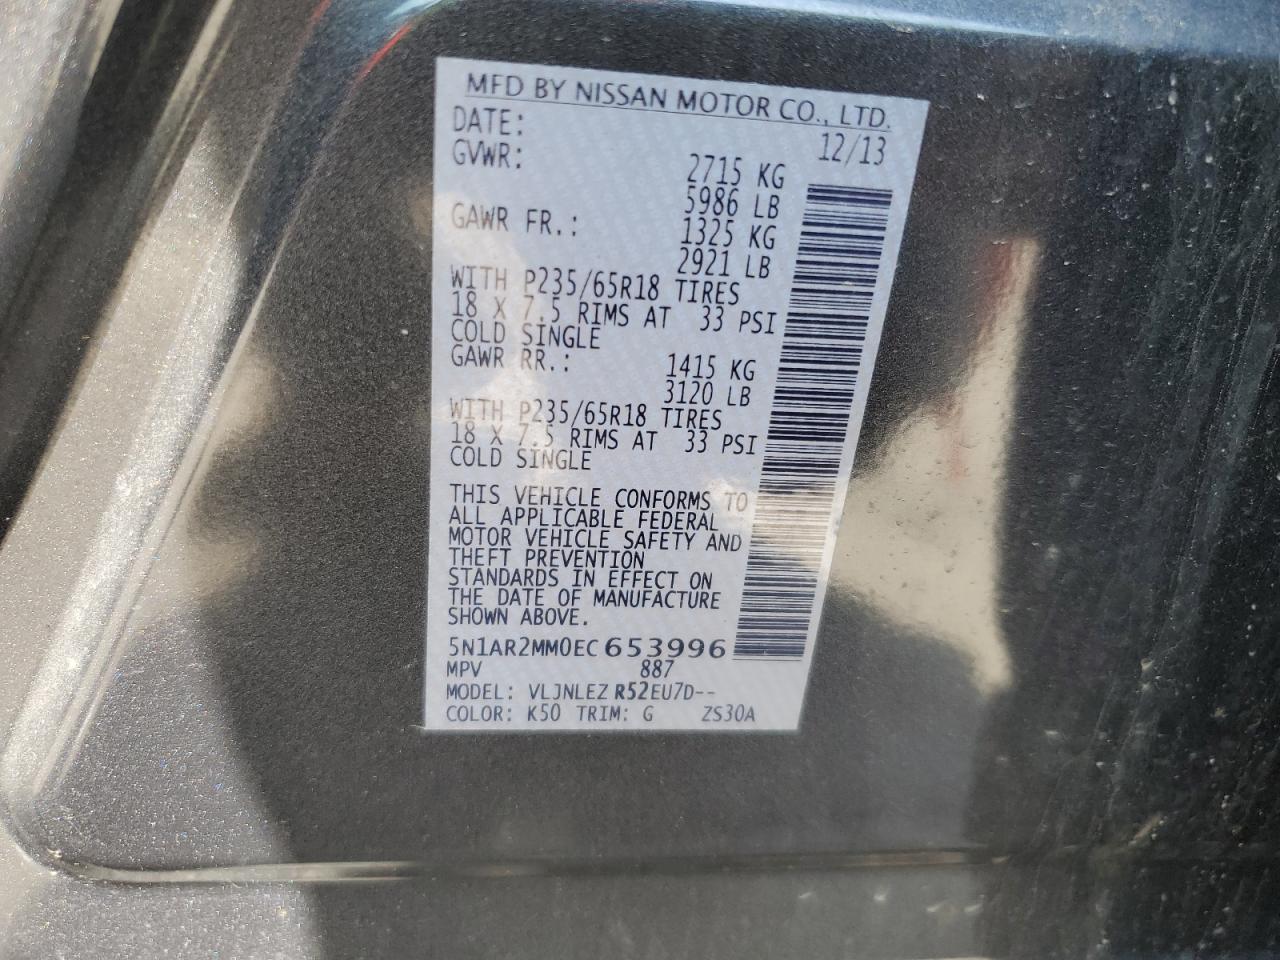 MFD BY NISSAN MOTOR CO., LTD.
DATE: 12/13
GVWR: 2715 KG
5986 LB
GAWR FR.: 1325 KG
2921 LB
WITH P235/65R18 TIRES
18 X 7.5 RIMS AT 33 PSI
COLD SINGLE
GAWR RR.: 1415 KG
3120 LB
WITH P235/65R18 TIRES
18 X 7.5 RIMS AT 33 PSI
COLD SINGLE
THIS VEHICLE CONFORMS TO
ALL APPLICABLE FEDERAL
MOTOR VEHICLE SAFETY AND
THEFT PREVENTION
STANDARDS IN EFFECT ON
THE DATE OF MANUFACTURE
SHOWN ABOVE.
5N1AR2MM0EC653996
MPV 887
MODEL: VLJNLEZ R52EU7D--
COLOR: K50 TRIM: G ZS30A